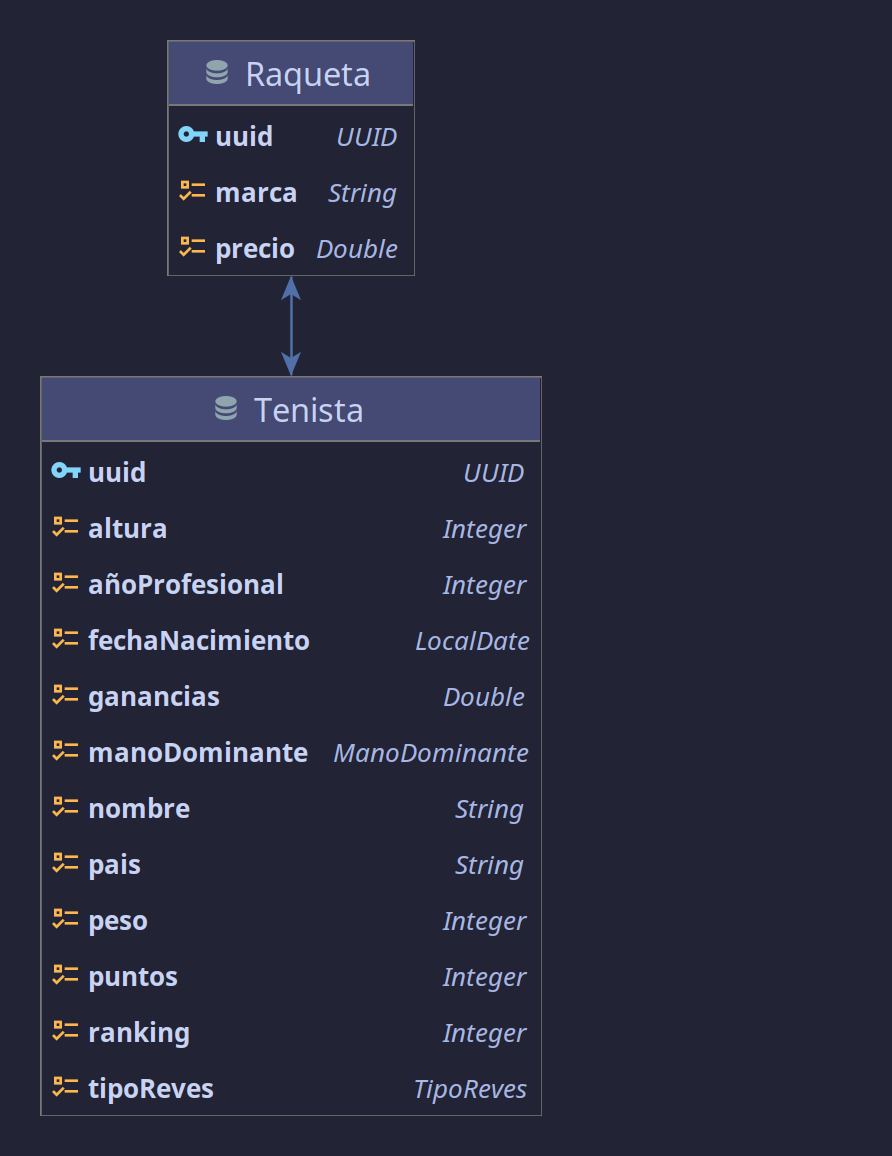 Raqueta
uuid UUID
marca String
precio Double
Tenista
uuid UUID
altura Integer
añoProfesional Integer
fechaNacimiento LocalDate
ganancias Double
manoDominante ManoDominante
nombre String
pais String
peso Integer
puntos Integer
ranking Integer
tipoReves TipoReves